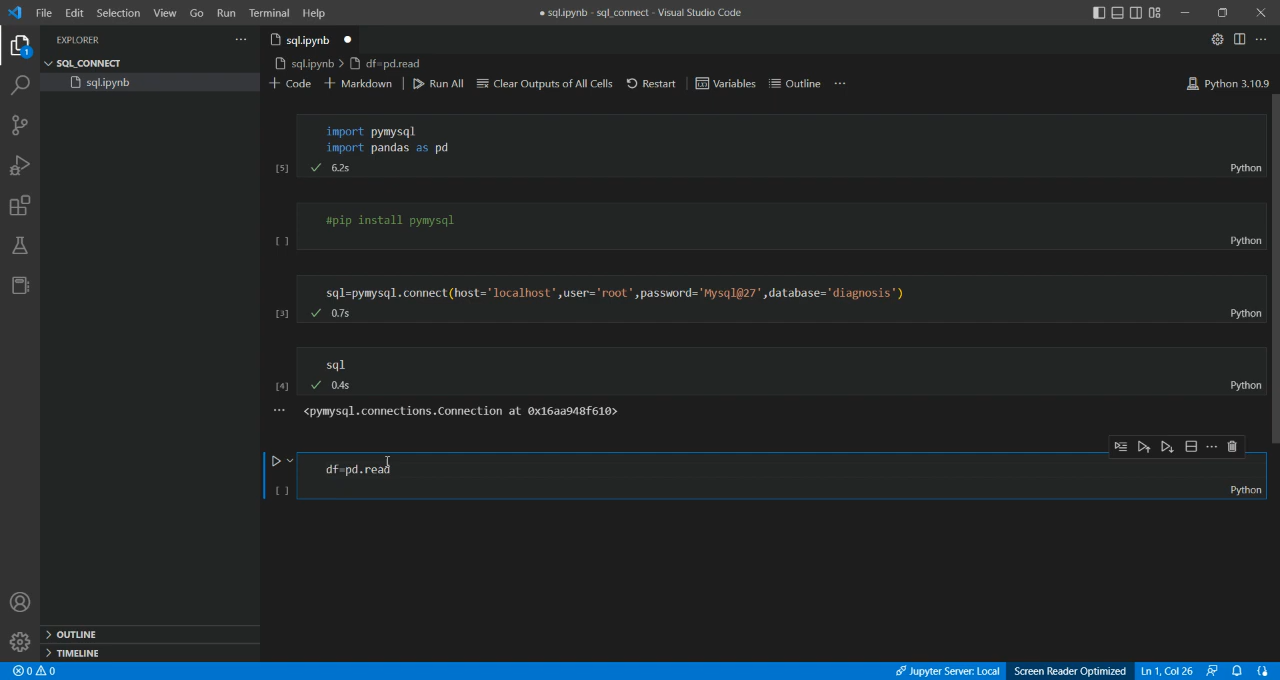 File Edit Selection View Go Run Terminal Help
● sql.ipynb - sql_connect - Visual Studio Code
EXPLORER
sql.ipynb
SQL_CONNECT
sql.ipynb > df=pd.read
1
sql.ipynb
+ Code + Markdown Run All Clear Outputs of All Cells Restart Variables Outline ...
Python 3.10.9
import pymysql
import pandas as pd
[5] 6.2s Python
#pip install pymysql
[ ] Python
sql=pymysql.connect(host='localhost',user='root',password='Mysql@27',database='diagnosis')
[3] 0.7s Python
sql
[4] 0.4s Python
... <pymysql.connections.Connection at 0x16aa948f610>
df=pd.read
[ ] Python
OUTLINE
TIMELINE
0 0
Jupyter Server: Local Screen Reader Optimized Ln 1, Col 26